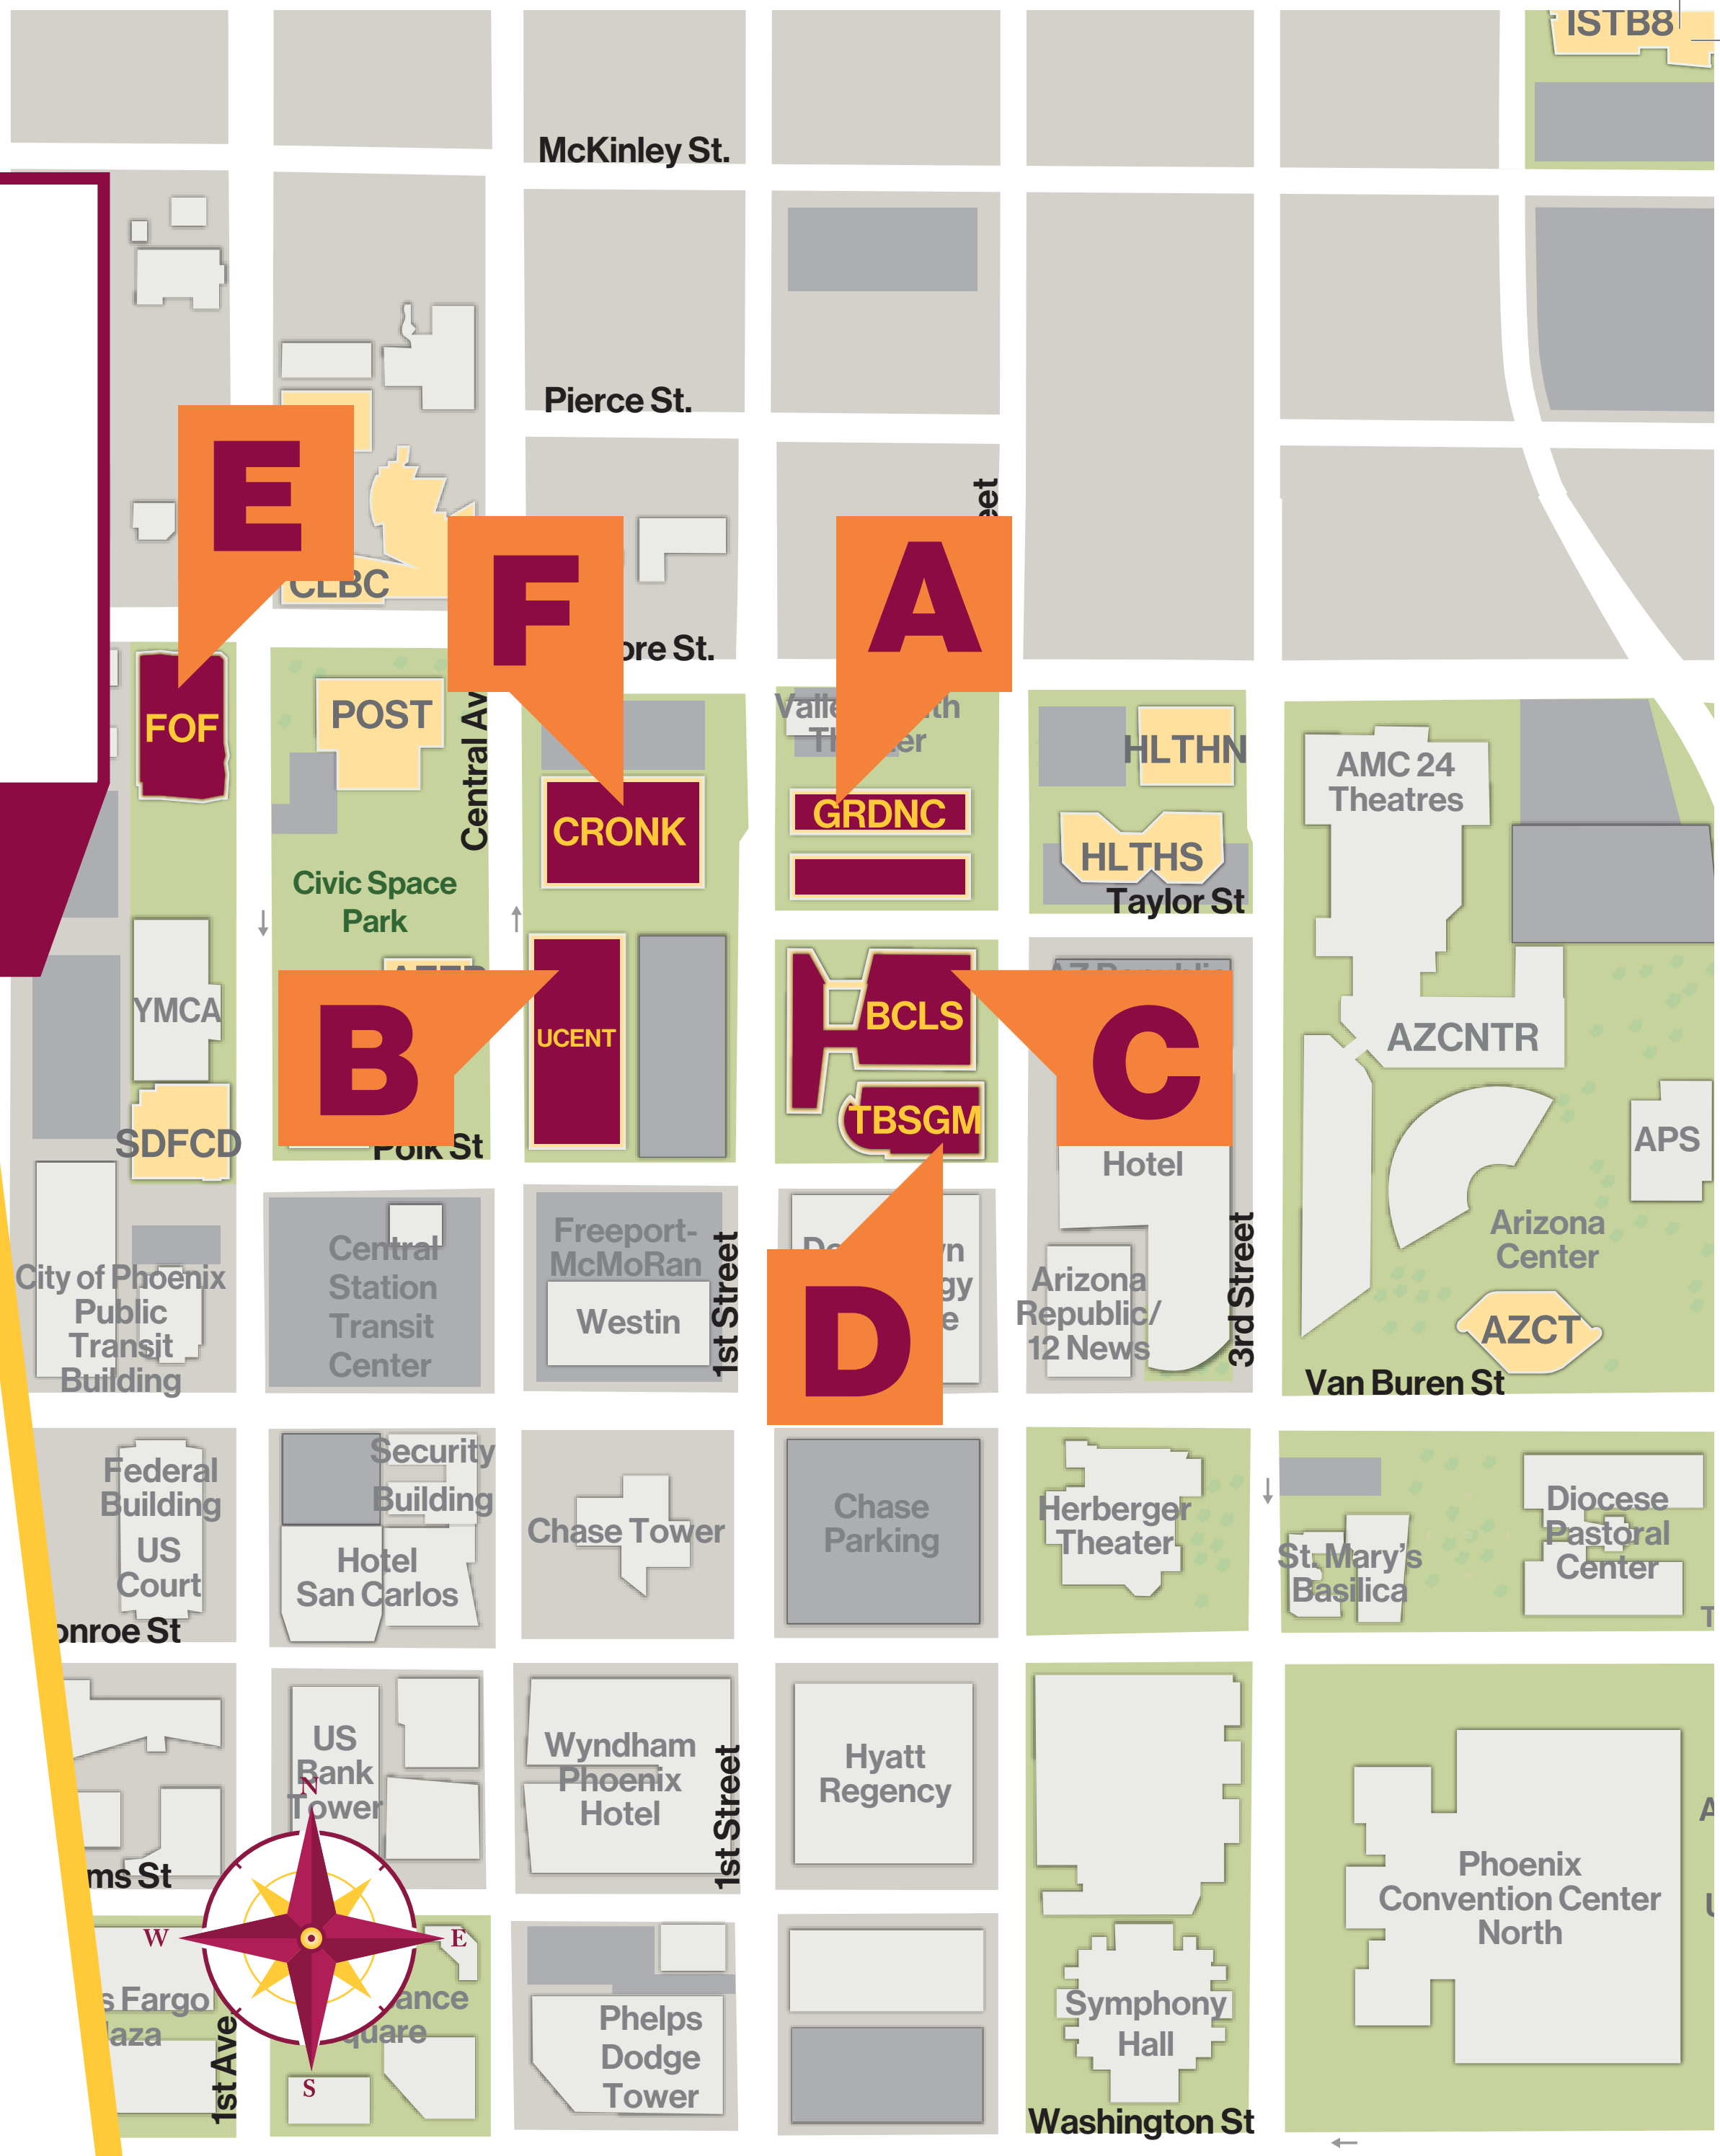 ISTB8
McKinley St.
Pierce St.
E
F
A
CLBC
ore St.
eet
FOF
POST
Central Av
CRONK
GRDNC
HLTHN
HLTHS
Taylor St
AMC 24
Theatres
Civic Space
Park
YMCA
B
UCENT
BCLS
C
AZCNTR
TBSGM
SDFCD
Polk St
APS
Hotel
Arizona
Center
AZCT
City of Phoenix
Public
Transit
Building
Central
Station
Transit
Center
Freeport-
McMoRan
Westin
1st Street
D
Arizona
Republic/
12 News
3rd Street
Van Buren St
Federal
Building
US
Court
Security
Building
Hotel
San Carlos
Chase Tower
Chase
Parking
Herberger
Theater
St. Mary's
Basilica
Diocese
Pastoral
Center
onroe St
US
Bank
Tower
Wyndham
Phoenix
Hotel
1st Street
Hyatt
Regency
Phoenix
Convention Center
North
ms St
N
W
E
S
s Fargo
laza
ance
quare
1st Ave
Phelps
Dodge
Tower
Symphony
Hall
Washington St